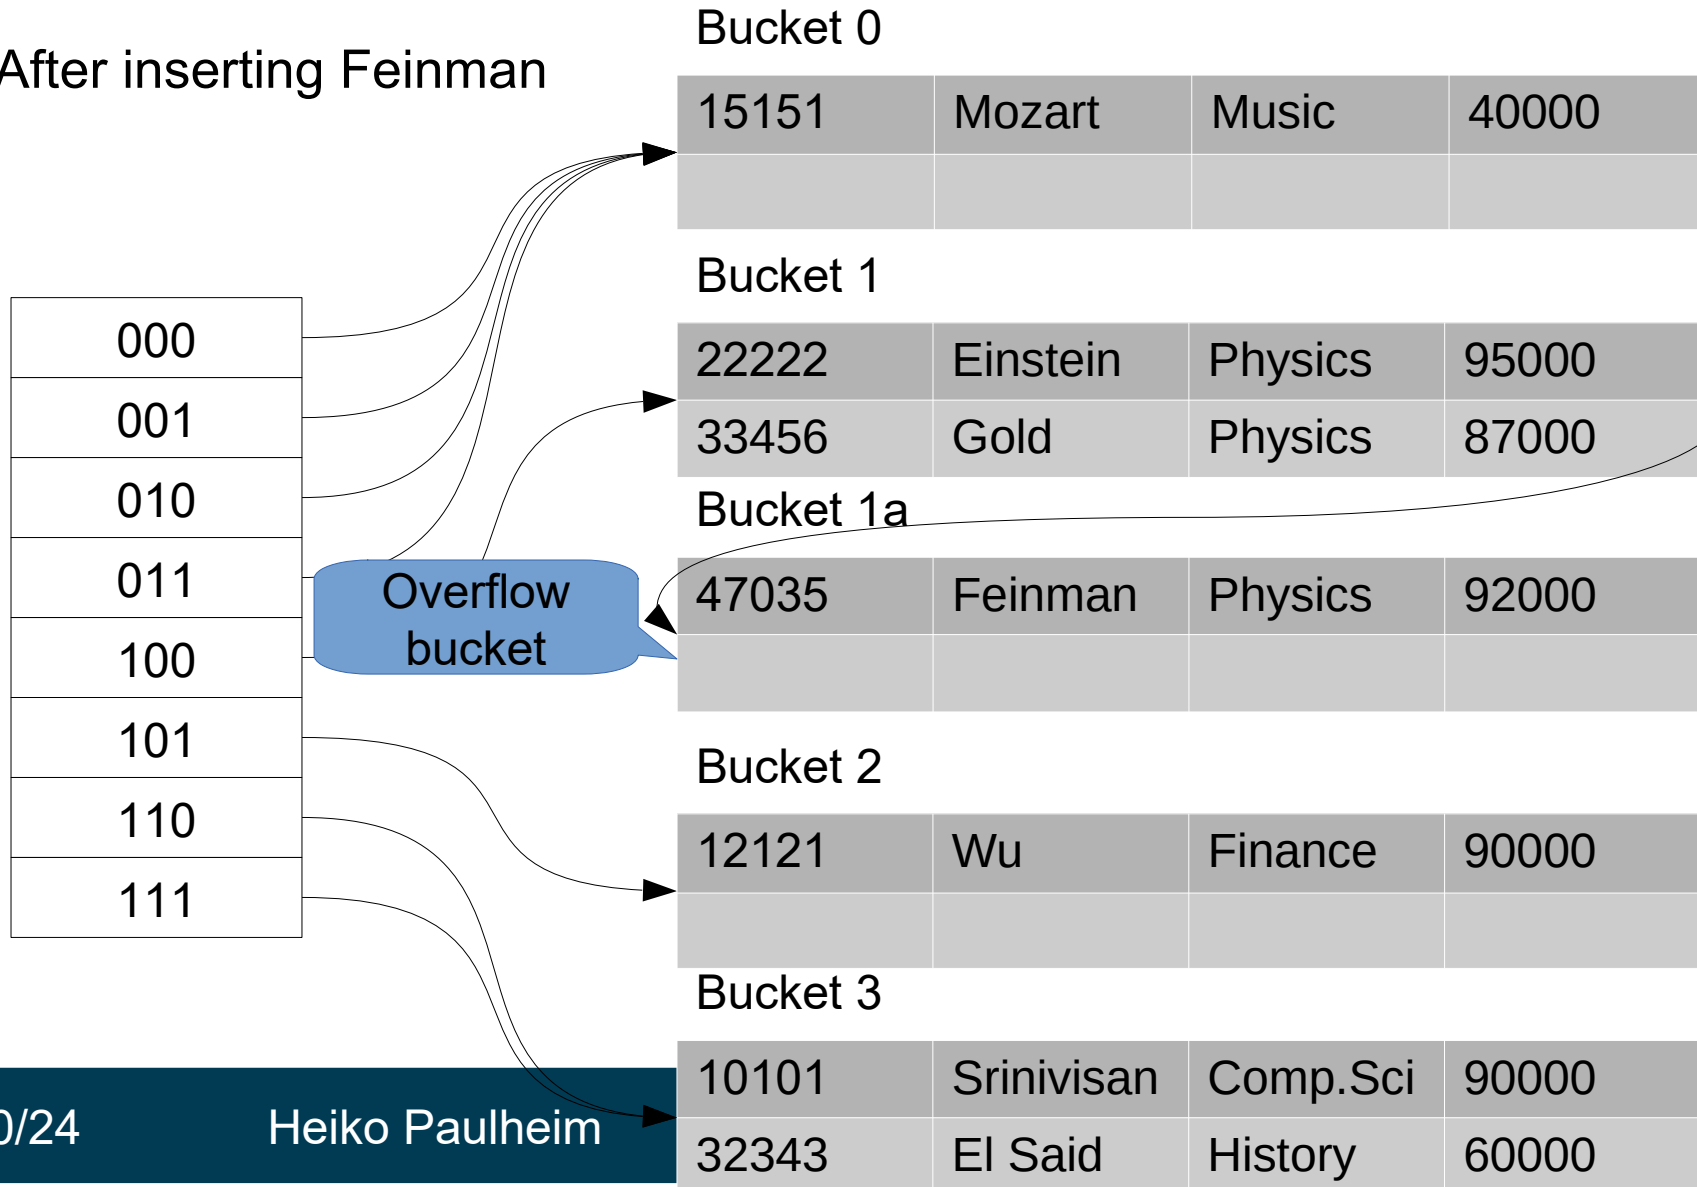 After inserting Feinman
000
001
010
011
100
101
110
111
Overflow
bucket
Bucket 0
15151 Mozart Music 40000
Bucket 1
22222 Einstein Physics 95000
33456 Gold Physics 87000
Bucket 1a
47035 Feinman Physics 92000
Bucket 2
12121 Wu Finance 90000
Bucket 3
10101 Srinivisan Comp.Sci 90000
32343 El Said History 60000
0/24 Heiko Paulheim